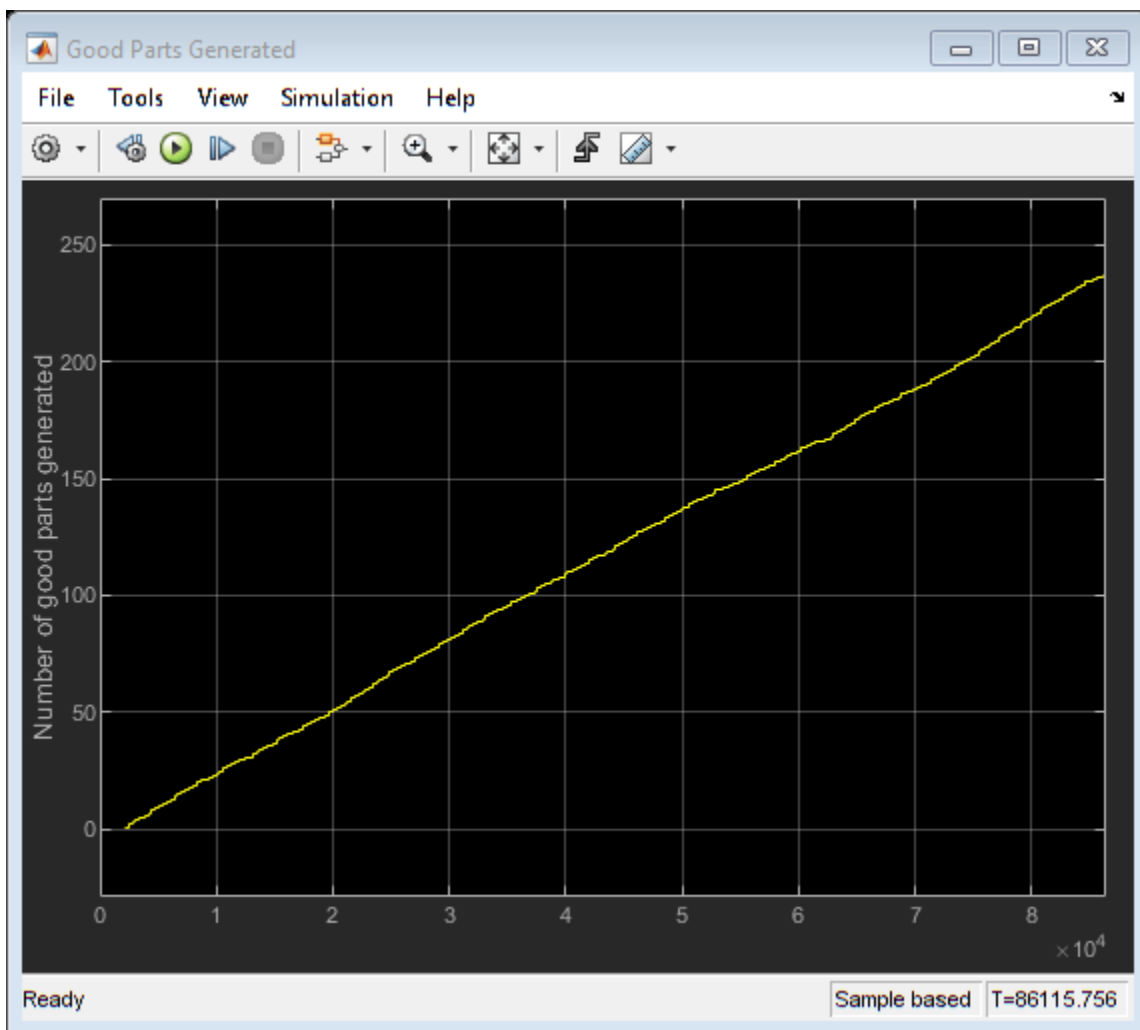 Good Parts Generated
File Tools View Simulation Help
Number of good parts generated
250
200
150
100
50
0
0 1 2 3 4 5 6 7 8
×10⁴
Ready Sample based T=86115.756